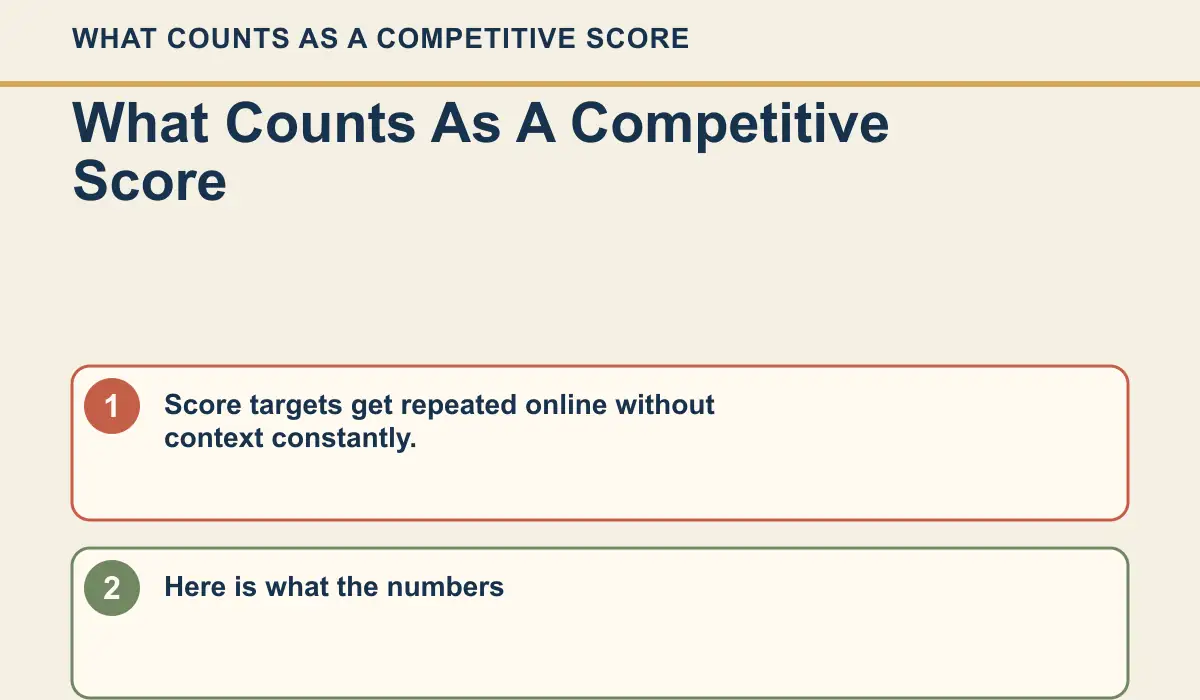 WHAT COUNTS AS A COMPETITIVE SCORE
What Counts As A Competitive
Score
1
Score targets get repeated online without
context constantly.
2
Here is what the numbers